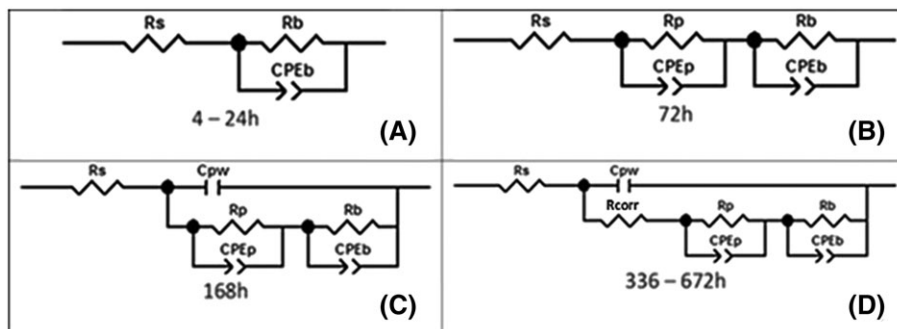 Rs Rb
CPEb
4 – 24h
(A)
Rs Rp Rb
CPEp CPEb
72h
(B)
Rs Cpw
Rp Rb
CPEp CPEb
168h
(C)
Rs Cpw
Rcorr Rp Rb
CPEp CPEb
336 – 672h
(D)